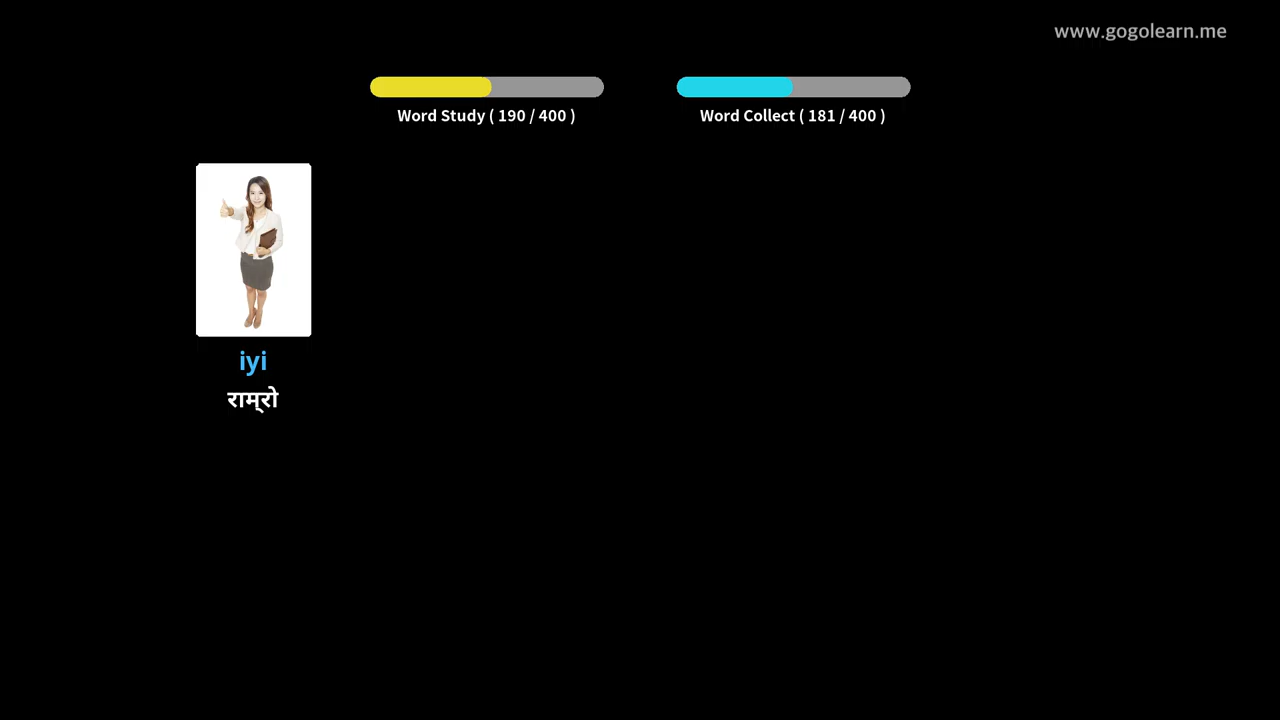 www.gogolearn.me
Word Study ( 190 / 400 )
Word Collect ( 181 / 400 )
iyi
राम्रो